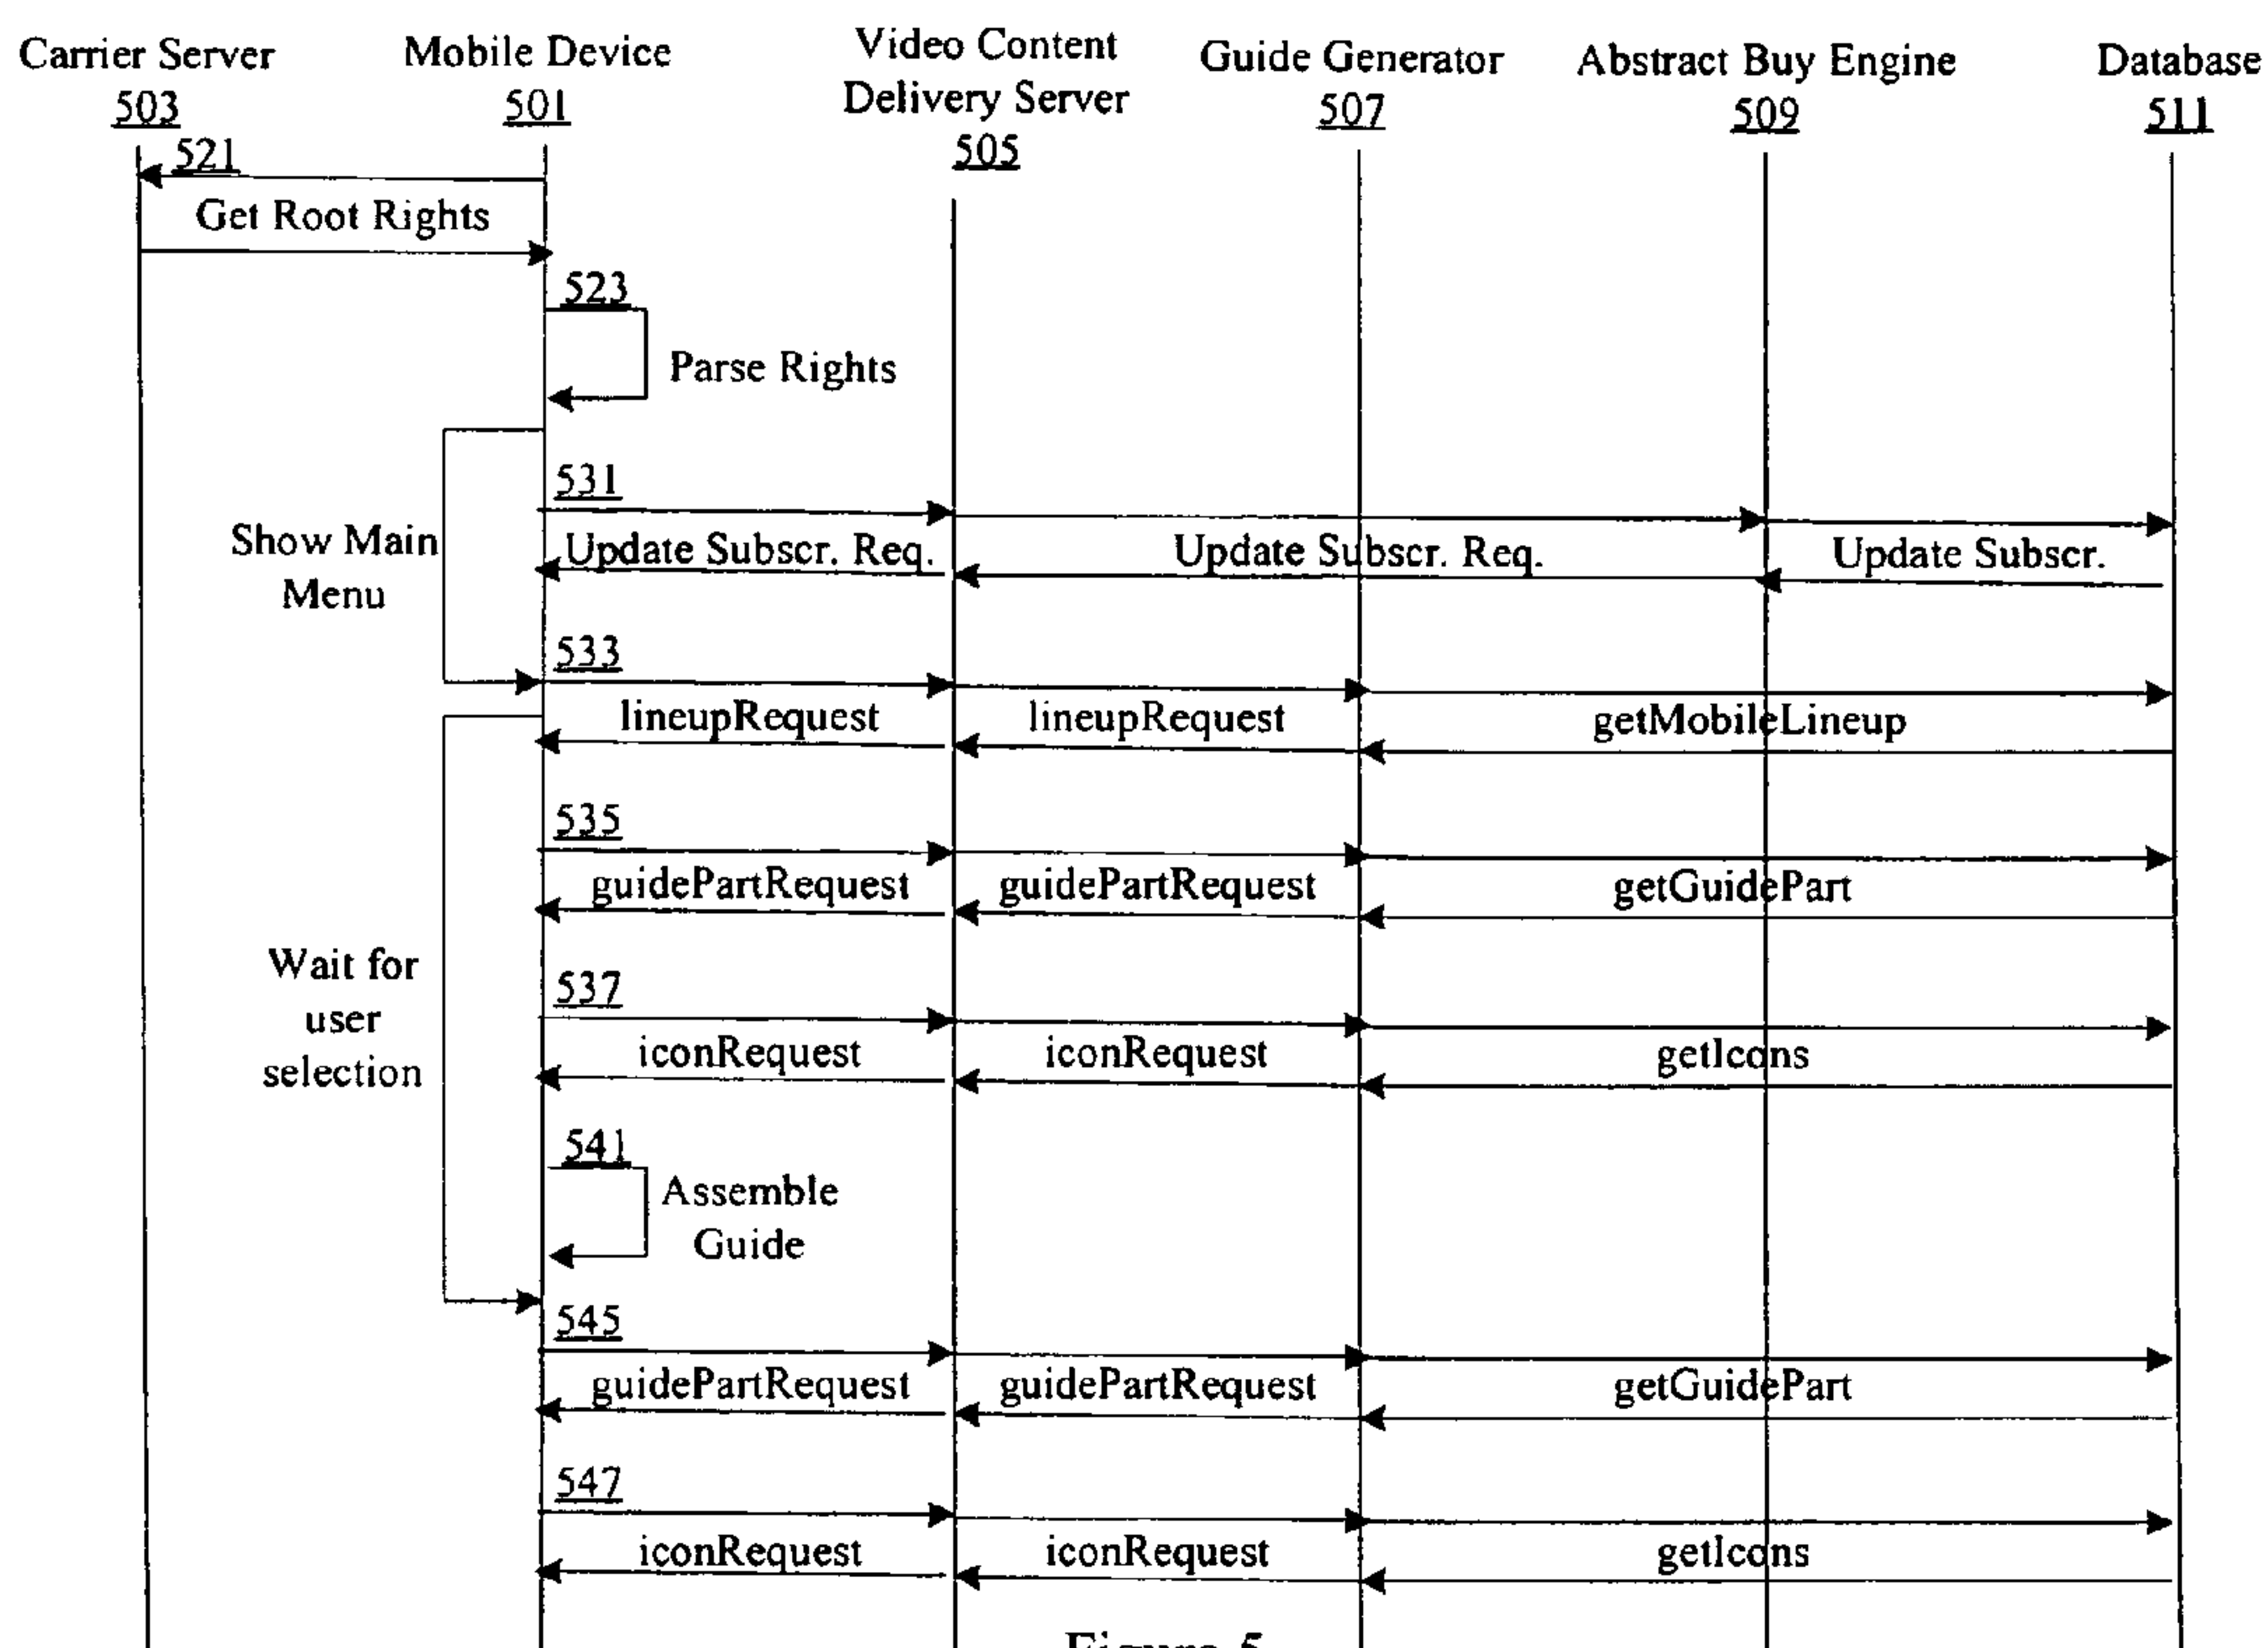 Carrier Server
503
Mobile Device
501
Video Content
Delivery Server
505
Guide Generator
507
Abstract Buy Engine
509
Database
511
521
Get Root Rights
523
Parse Rights
Show Main
Menu
531
Update Subscr. Req.
Update Subscr. Req.
Update Subscr.
533
lineupRequest
lineupRequest
getMobileLineup
535
guidePartRequest
guidePartRequest
getGuidePart
Wait for
user
selection
537
iconRequest
iconRequest
getIcons
541
Assemble
Guide
545
guidePartRequest
guidePartRequest
getGuidePart
547
iconRequest
iconRequest
getIcons
Figure 5